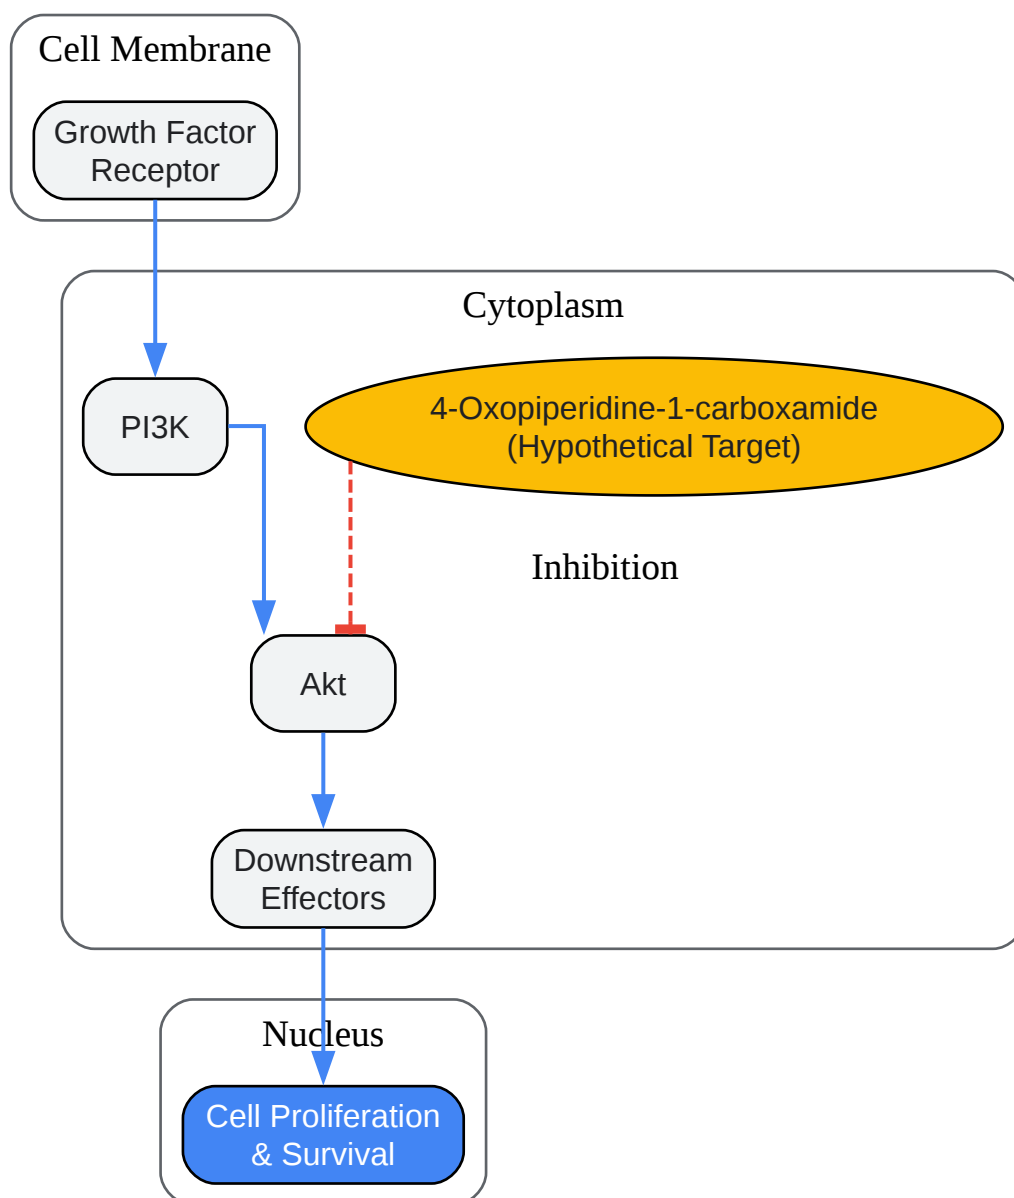 Cell Membrane
Growth Factor
Receptor
Cytoplasm
PI3K
4-Oxopiperidine-1-carboxamide
(Hypothetical Target)
Inhibition
Akt
Downstream
Effectors
Nucleus
Cell Proliferation
& Survival